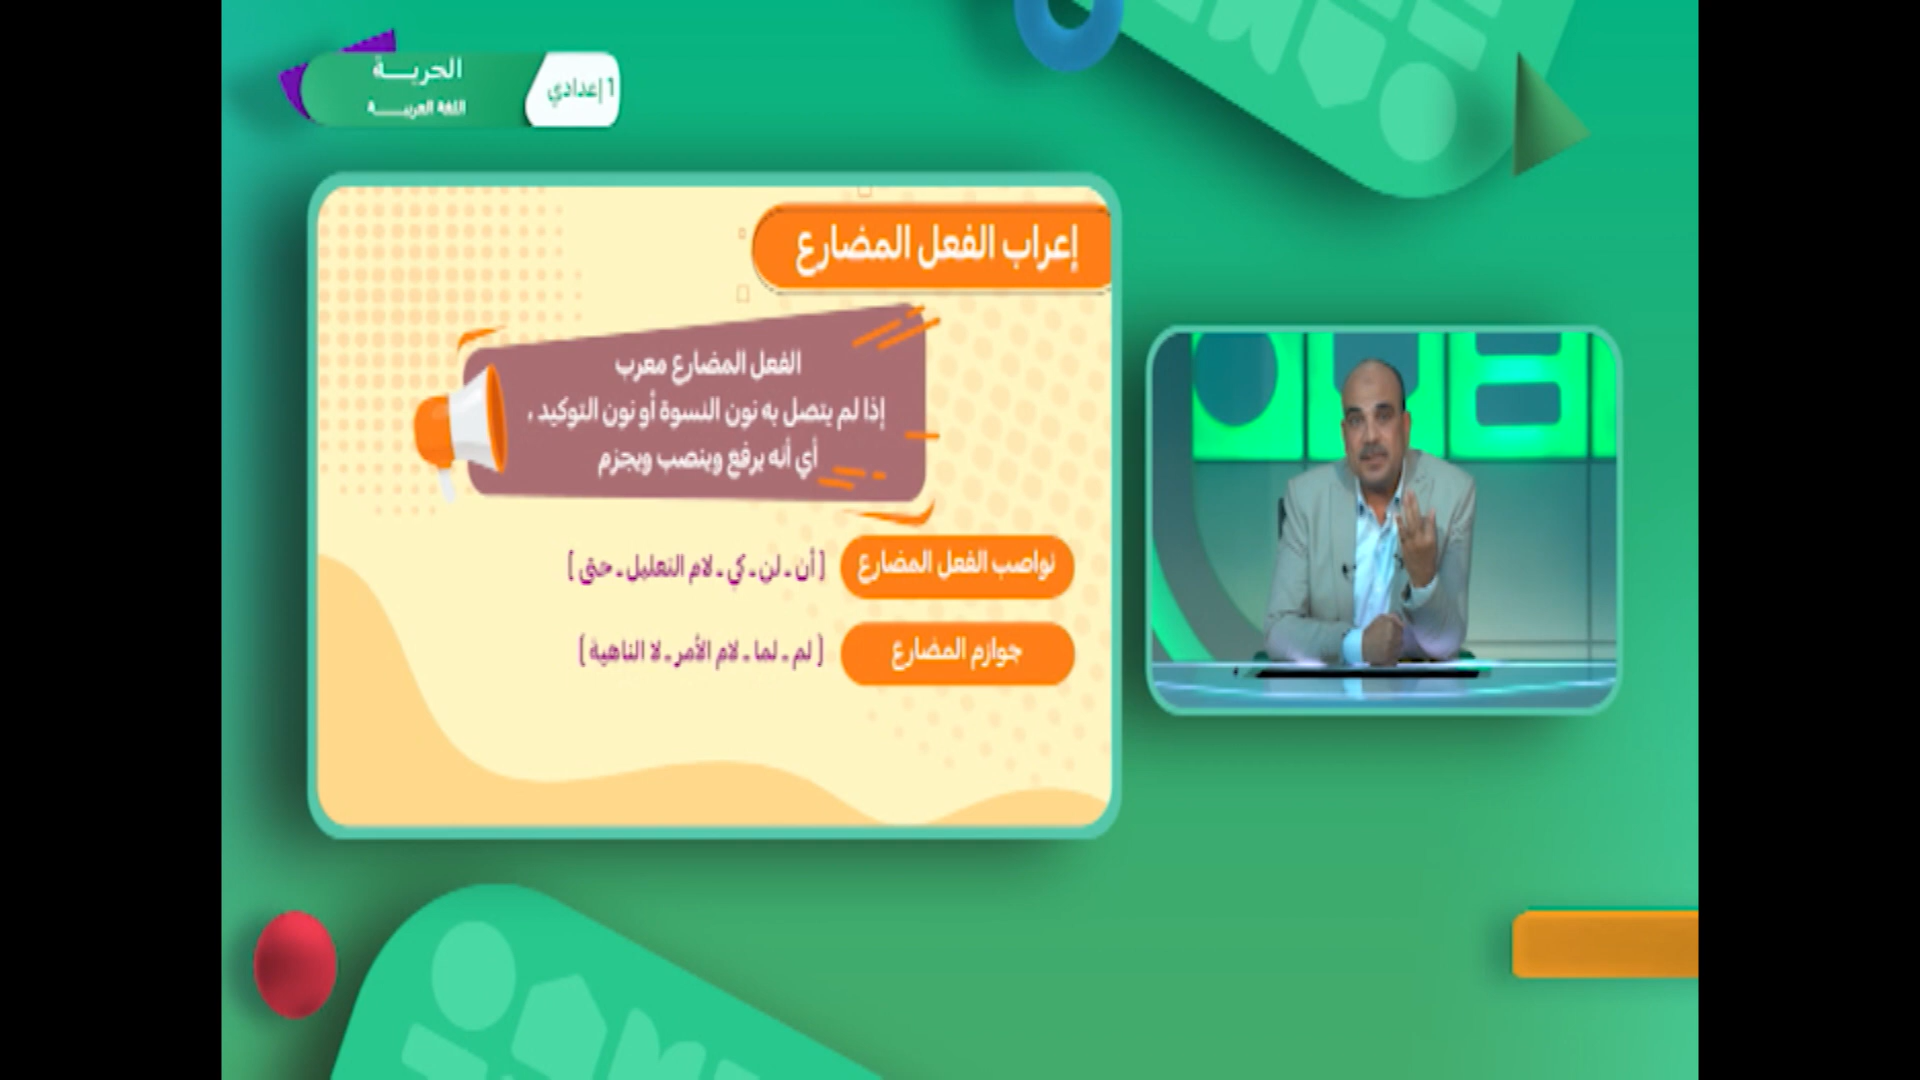 الحريـــة
اللغة العربيـــــة
1 إعدادي
إعراب الفعل المضارع
الفعل المضارع معرب
إذا لم يتصل به نون النسوة أو نون التوكيد ،
أي أنه يرفع وينصب ويجزم
نواصب الفعل المضارع ( أن ـ لن ـ كي ـ لام التعليل ـ حتى )
جوازم المضارع ( لم ـ لما ـ لام الأمر ـ لا الناهية )